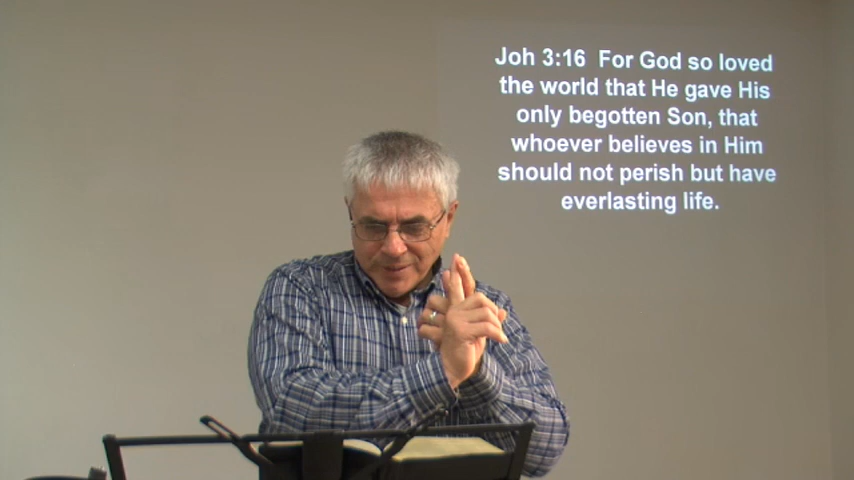 Joh 3:16  For God so loved
the world that He gave His
only begotten Son, that
whoever believes in Him
should not perish but have
everlasting life.